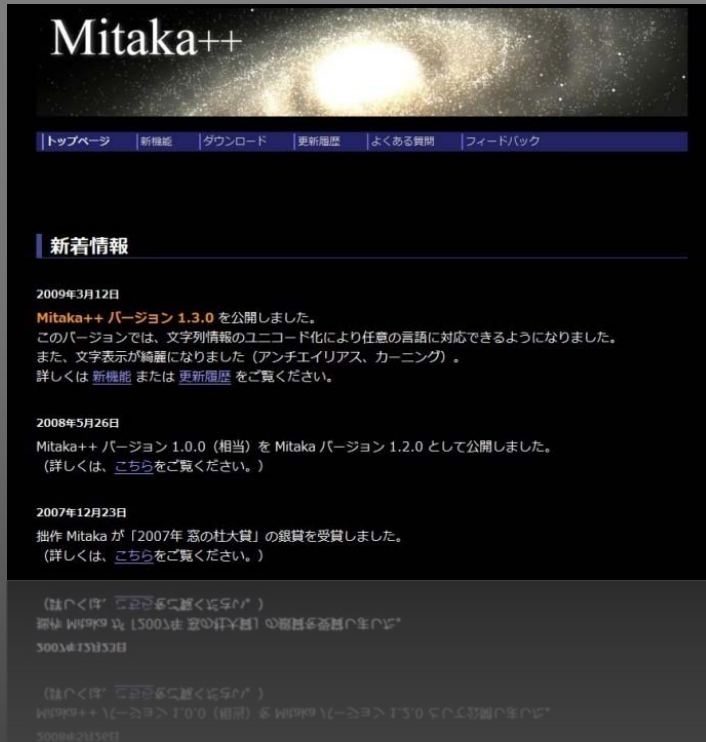 Mitaka++
トップページ 新機能 ダウンロード 更新履歴 よくある質問 フィードバック
新着情報
2009年3月12日
Mitaka++ バージョン 1.3.0 を公開しました。
このバージョンでは、文字列情報のユニコード化により任意の言語に対応できるようになりました。
また、文字表示が綺麗になりました（アンチエイリアス、カーニング）。
詳しくは 新機能 または 更新履歴 をご覧ください。
2008年5月26日
Mitaka++ バージョン 1.0.0（相当）を Mitaka バージョン 1.2.0 として公開しました。
（詳しくは、こちらをご覧ください。）
2007年12月23日
拙作 Mitaka が「2007年 窓の杜大賞」の銀賞を受賞しました。
（詳しくは、こちらをご覧ください。）